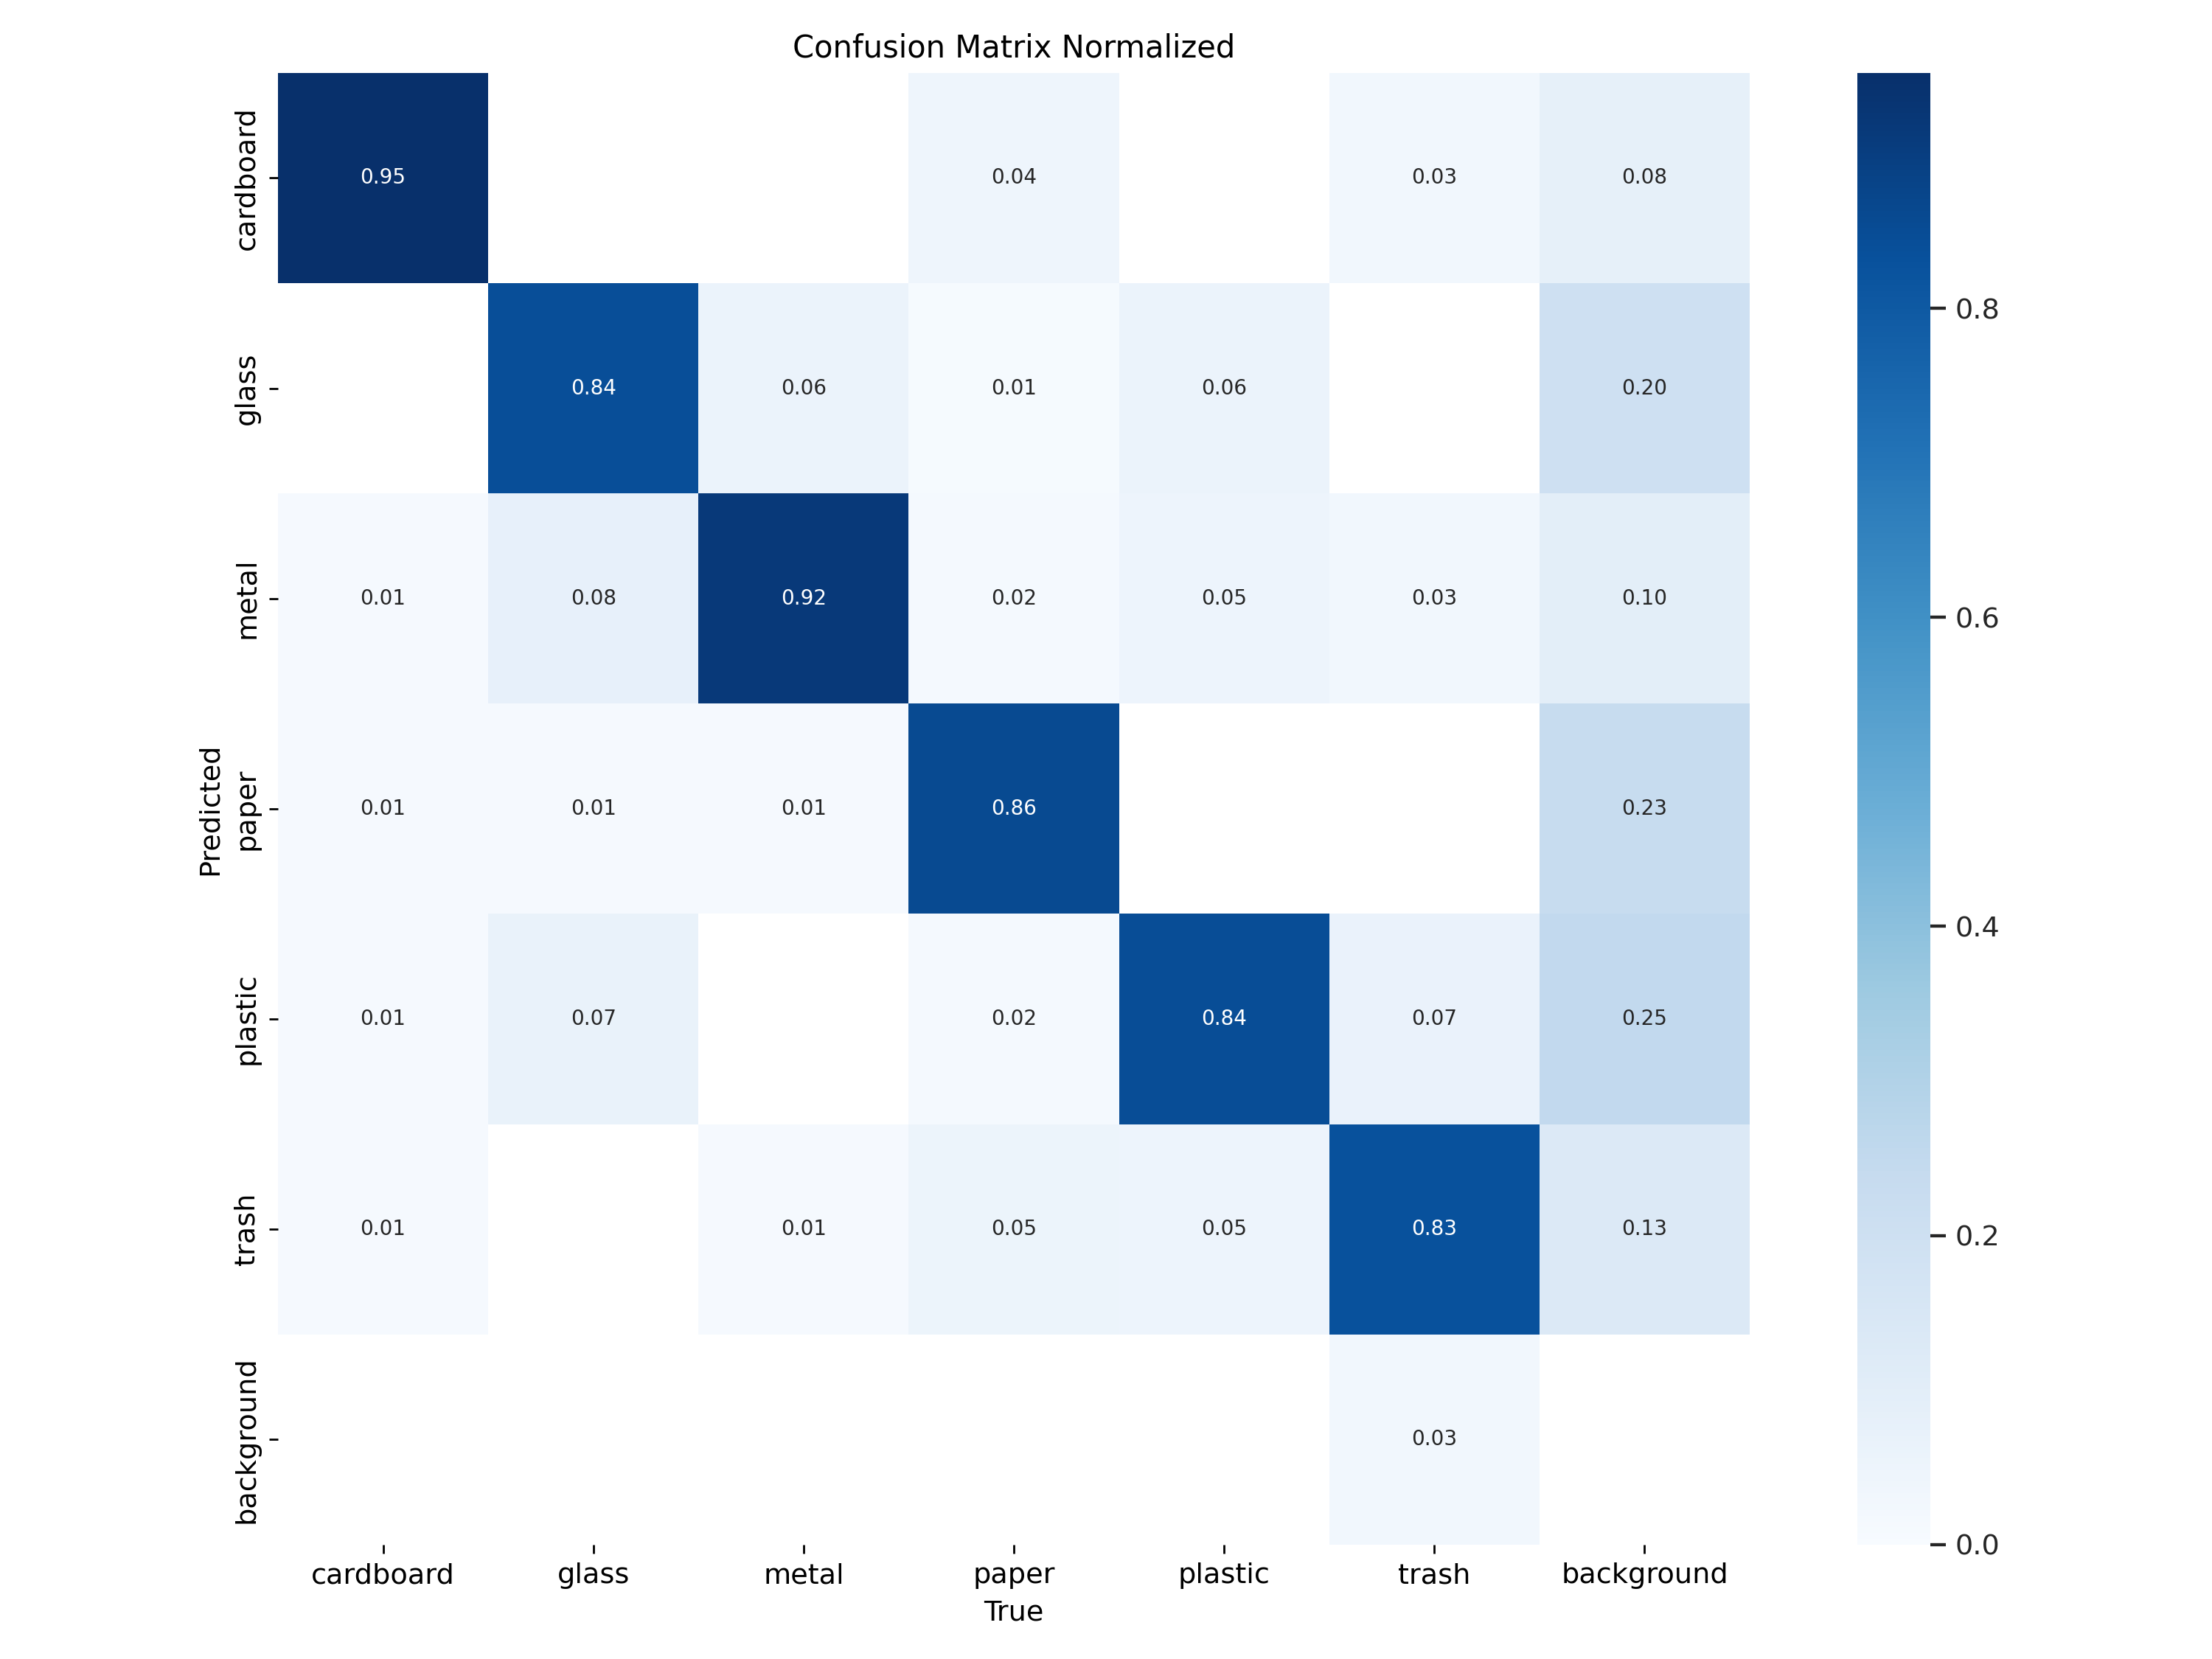 Confusion Matrix Normalized
cardboard
0.95
0.04
0.03
0.08
glass
0.84
0.06
0.01
0.06
0.20
0.8
metal
0.01
0.08
0.92
0.02
0.05
0.03
0.10
0.6
Predicted
paper
0.01
0.01
0.01
0.86
0.23
plastic
0.01
0.07
0.02
0.84
0.07
0.25
0.4
trash
0.01
0.01
0.05
0.05
0.83
0.13
0.2
background
0.03
0.0
cardboard
glass
metal
paper
plastic
trash
background
True